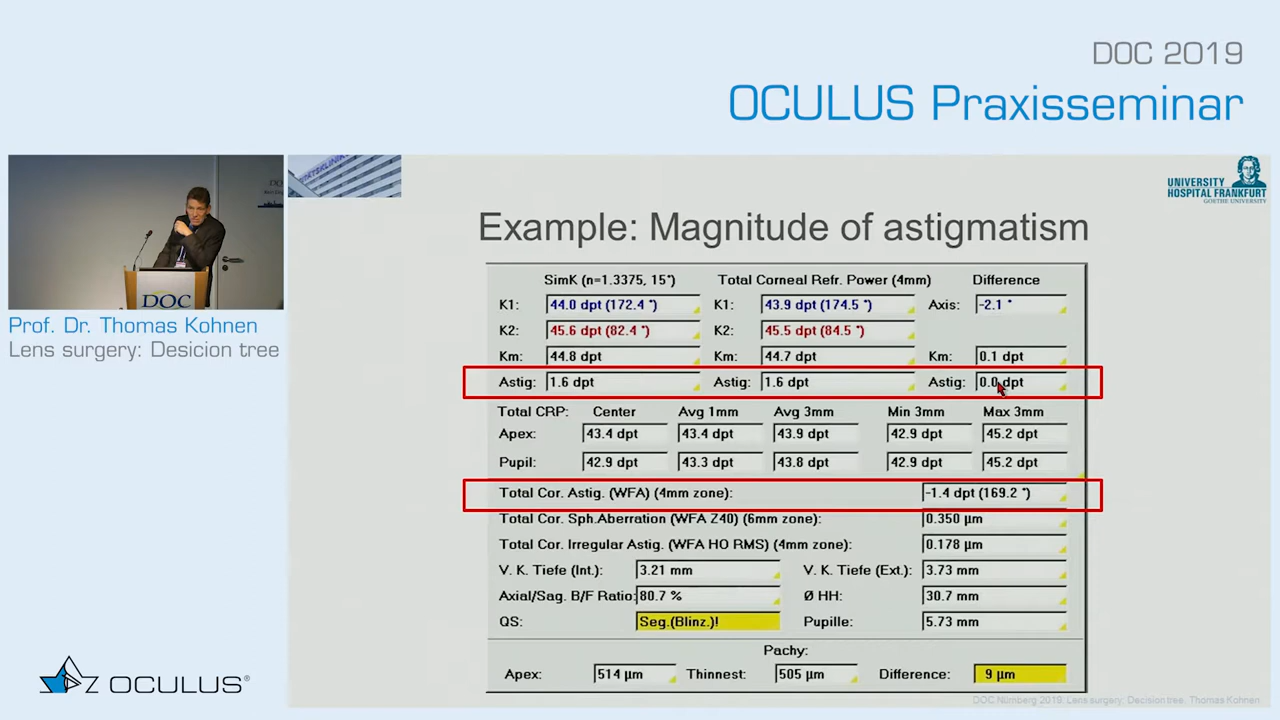 DOC 2019
OCULUS Praxisseminar
UNIVERSITY
HOSPITAL FRANKFURT
GOETHE UNIVERSITY
DOC
Prof. Dr. Thomas Kohnen
Lens surgery: Desicion tree
Example: Magnitude of astigmatism
SimK (n=1.3375, 15°) Total Corneal Refr. Power (4mm) Difference
K1: 44.0 dpt (172.4 °) K1: 43.9 dpt (174.5 °) Axis: -2.1 °
K2: 45.6 dpt (82.4 °) K2: 45.5 dpt (84.5 °)
Km: 44.8 dpt Km: 44.7 dpt Km: 0.1 dpt
Astig: 1.6 dpt Astig: 1.6 dpt Astig: 0.0 dpt
Total CRP: Center Avg 1mm Avg 3mm Min 3mm Max 3mm
Apex: 43.4 dpt 43.4 dpt 43.9 dpt 42.9 dpt 45.2 dpt
Pupil: 42.9 dpt 43.3 dpt 43.8 dpt 42.9 dpt 45.2 dpt
Total Cor. Astig. (WFA) (4mm zone): -1.4 dpt (169.2 °)
Total Cor. Sph.Aberration (WFA Z40) (6mm zone): 0.350 µm
Total Cor. Irregular Astig. (WFA HO RMS) (4mm zone): 0.178 µm
V. K. Tiefe (Int.): 3.21 mm V. K. Tiefe (Ext.): 3.73 mm
Axial/Sag. B/F Ratio: 80.7 % Ø HH: 30.7 mm
QS: Seg.(Blinz.)! Pupille: 5.73 mm
Pachy:
Apex: 514 µm Thinnest: 505 µm Difference: 9 µm
OCULUS®
DOC Nürnberg 2019, Lens surgery, Decision tree, Thomas Kohnen